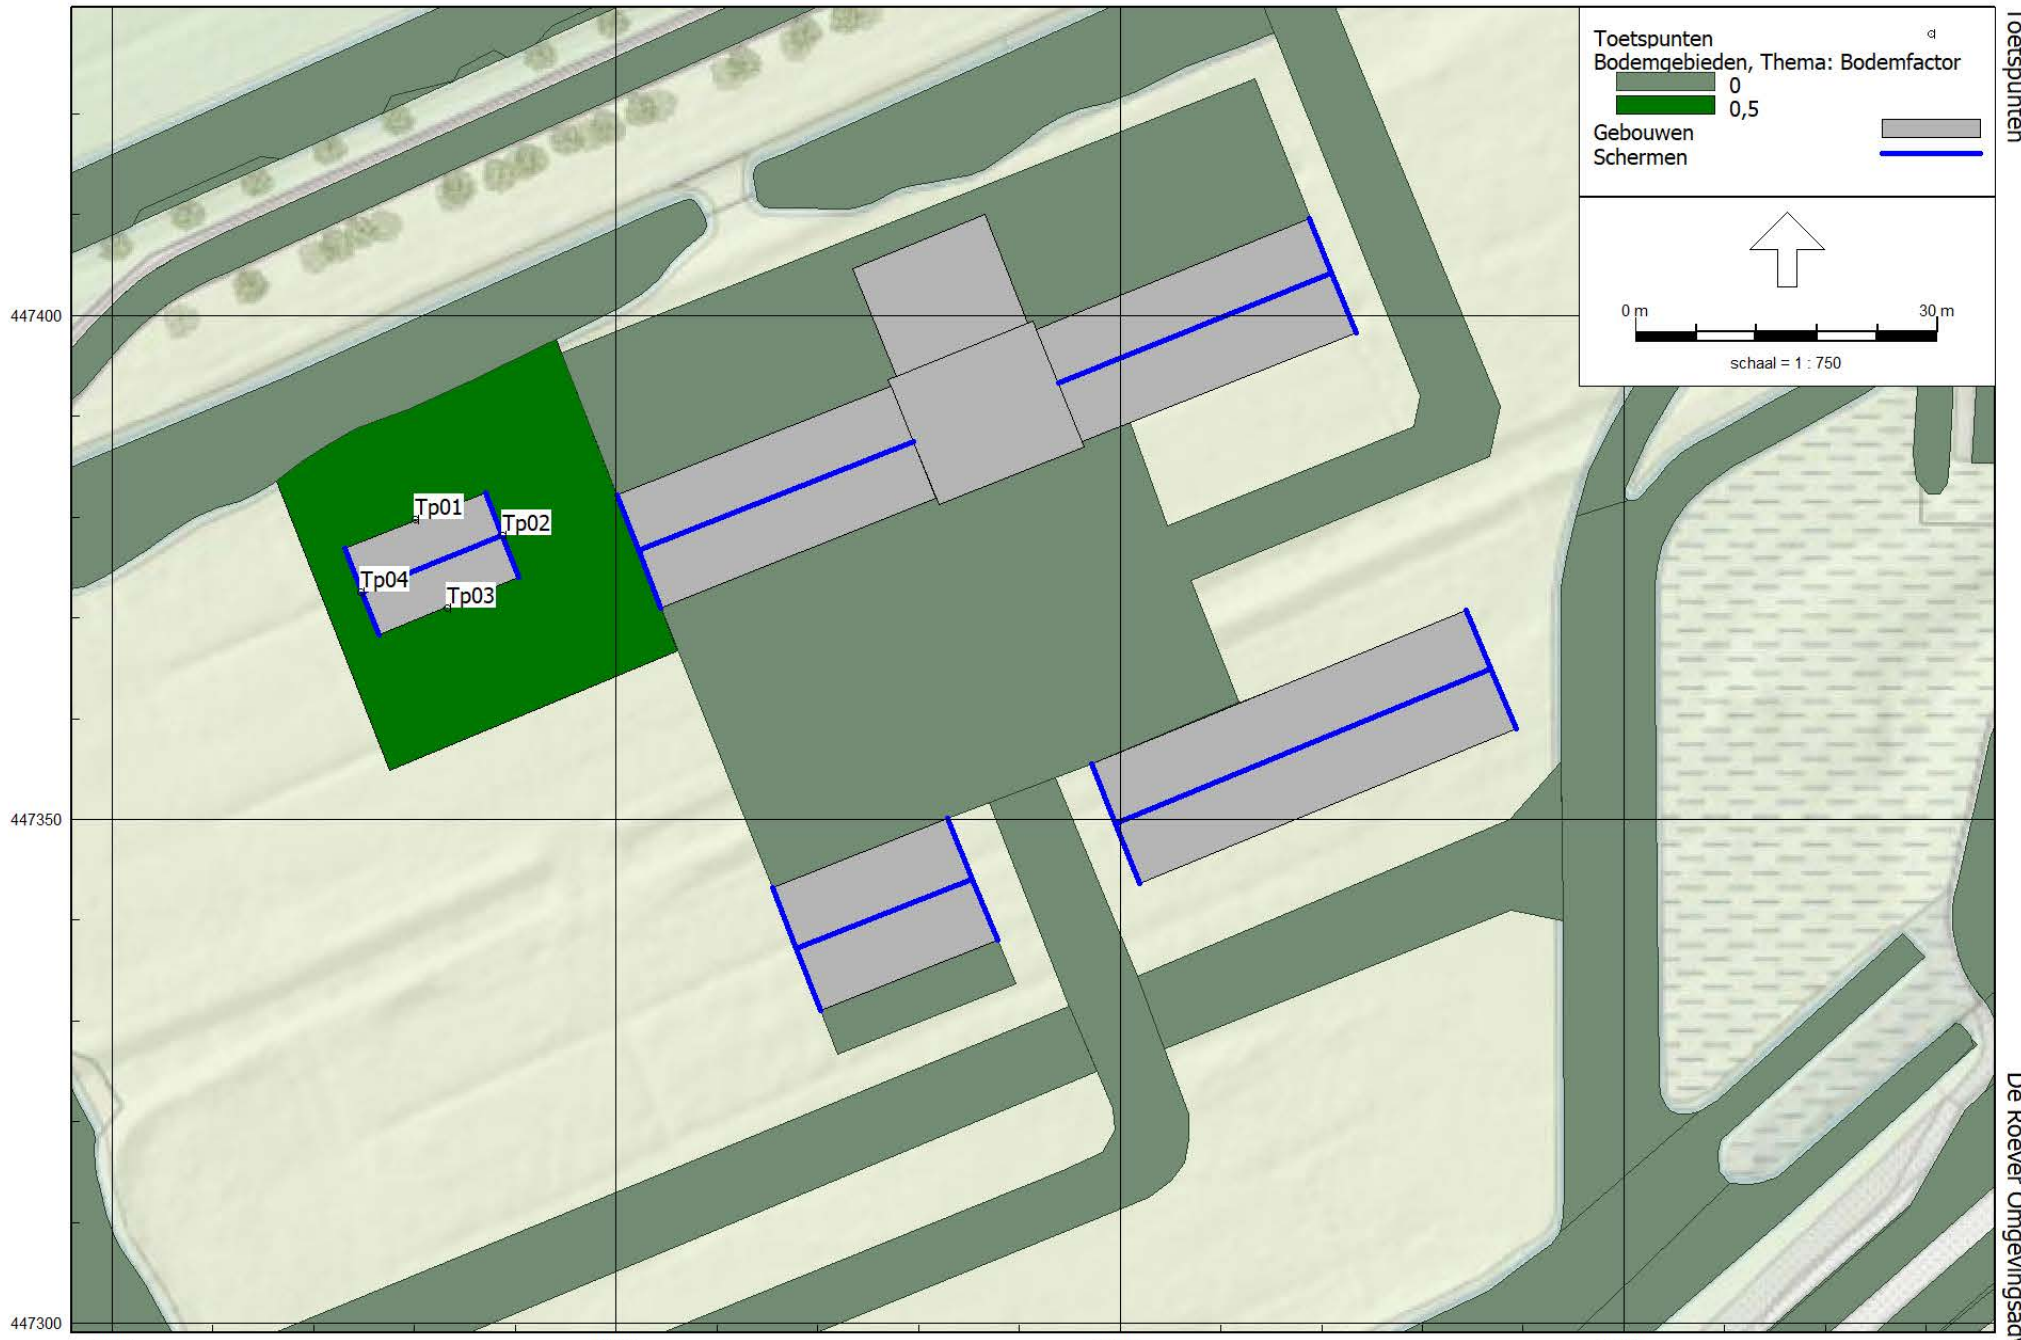 Toetspunten
Bodemgebieden, Thema: Bodemfactor
0
0,5
Gebouwen
Schermen
0 m
30 m
schaal = 1 : 750
Toetspunten
447400
Tp01
Tp02
Tp04
Tp03
447350
447300
De Roever Omgevingsadv